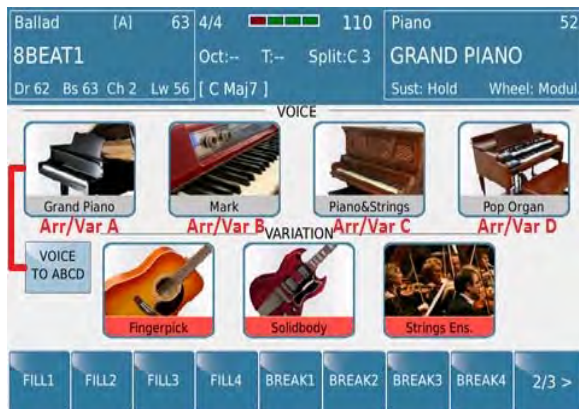 Ballad [A] 63 4/4 110 Piano 52
8BEAT1 Oct:-- T:-- Split:C 3 GRAND PIANO
Dr 62 Bs 63 Ch 2 Lw 56 [ C Maj7 ] Sust: Hold Wheel: Modul
VOICE
Grand Piano Mark Piano&Strings Pop Organ
Arr/Var A Arr/Var B Arr/Var C Arr/Var D
VARIATION
VOICE
TO ABCD
Fingerpick Solidbody Strings Ens.
FILL1 FILL2 FILL3 FILL4 BREAK1 BREAK2 BREAK3 BREAK4 2/3 >